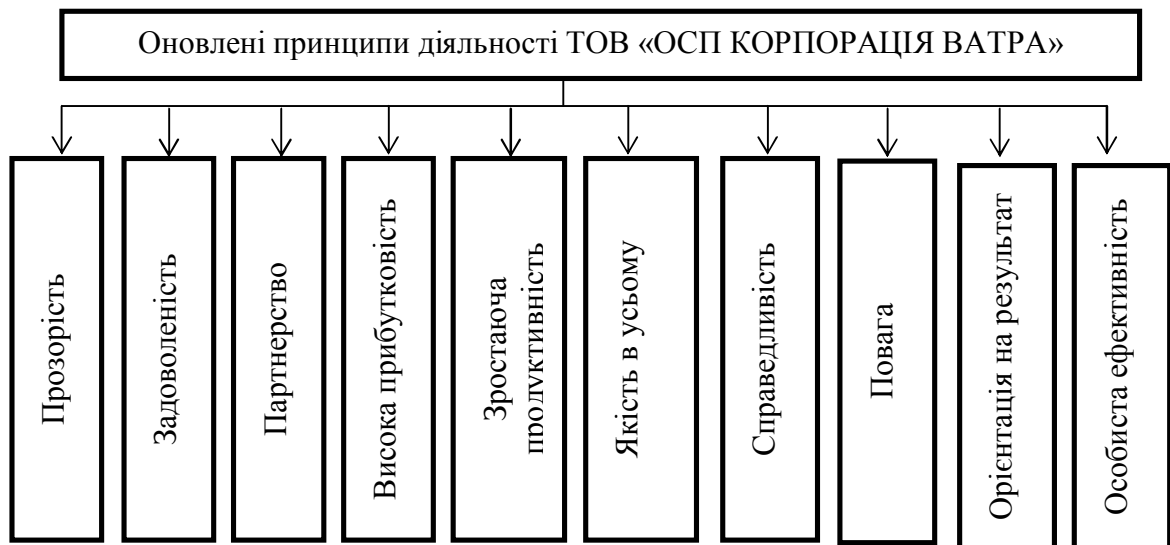 Оновлені принципи діяльності ТОВ «ОСП КОРПОРАЦІЯ ВАТРА»
Прозорість
Задоволеність
Партнерство
Висока прибутковість
Зростаюча
продуктивність
Якість в усьому
Справедливість
Повага
Орієнтація на результат
Особиста ефективність